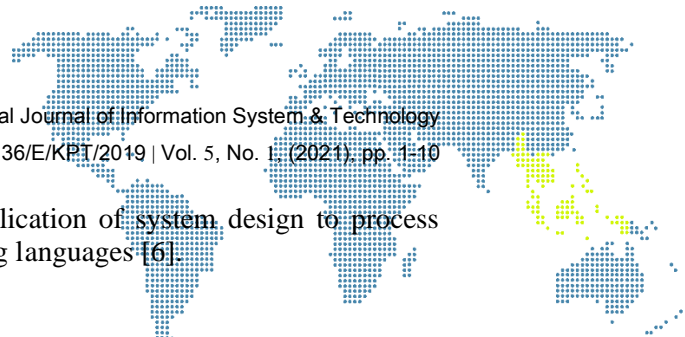 al Journal of Information System & Technology
36/E/KPT/2019 | Vol. 5, No. 1, (2021), pp. 1-10
lication of system design to process
g languages [6].